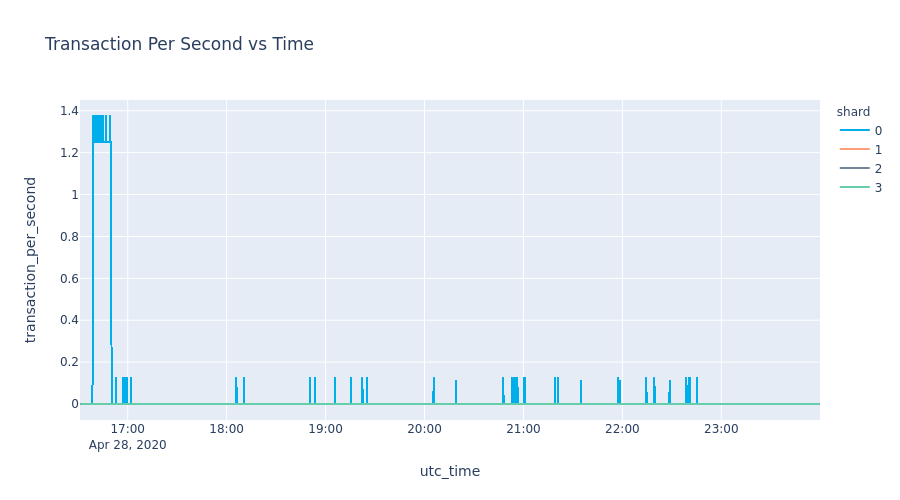 Transaction Per Second vs Time
shard
0
1
2
3
1.4
1.2
1
0.8
0.6
0.4
0.2
0
transaction_per_second
17:00 18:00 19:00 20:00 21:00 22:00 23:00
Apr 28, 2020
utc_time